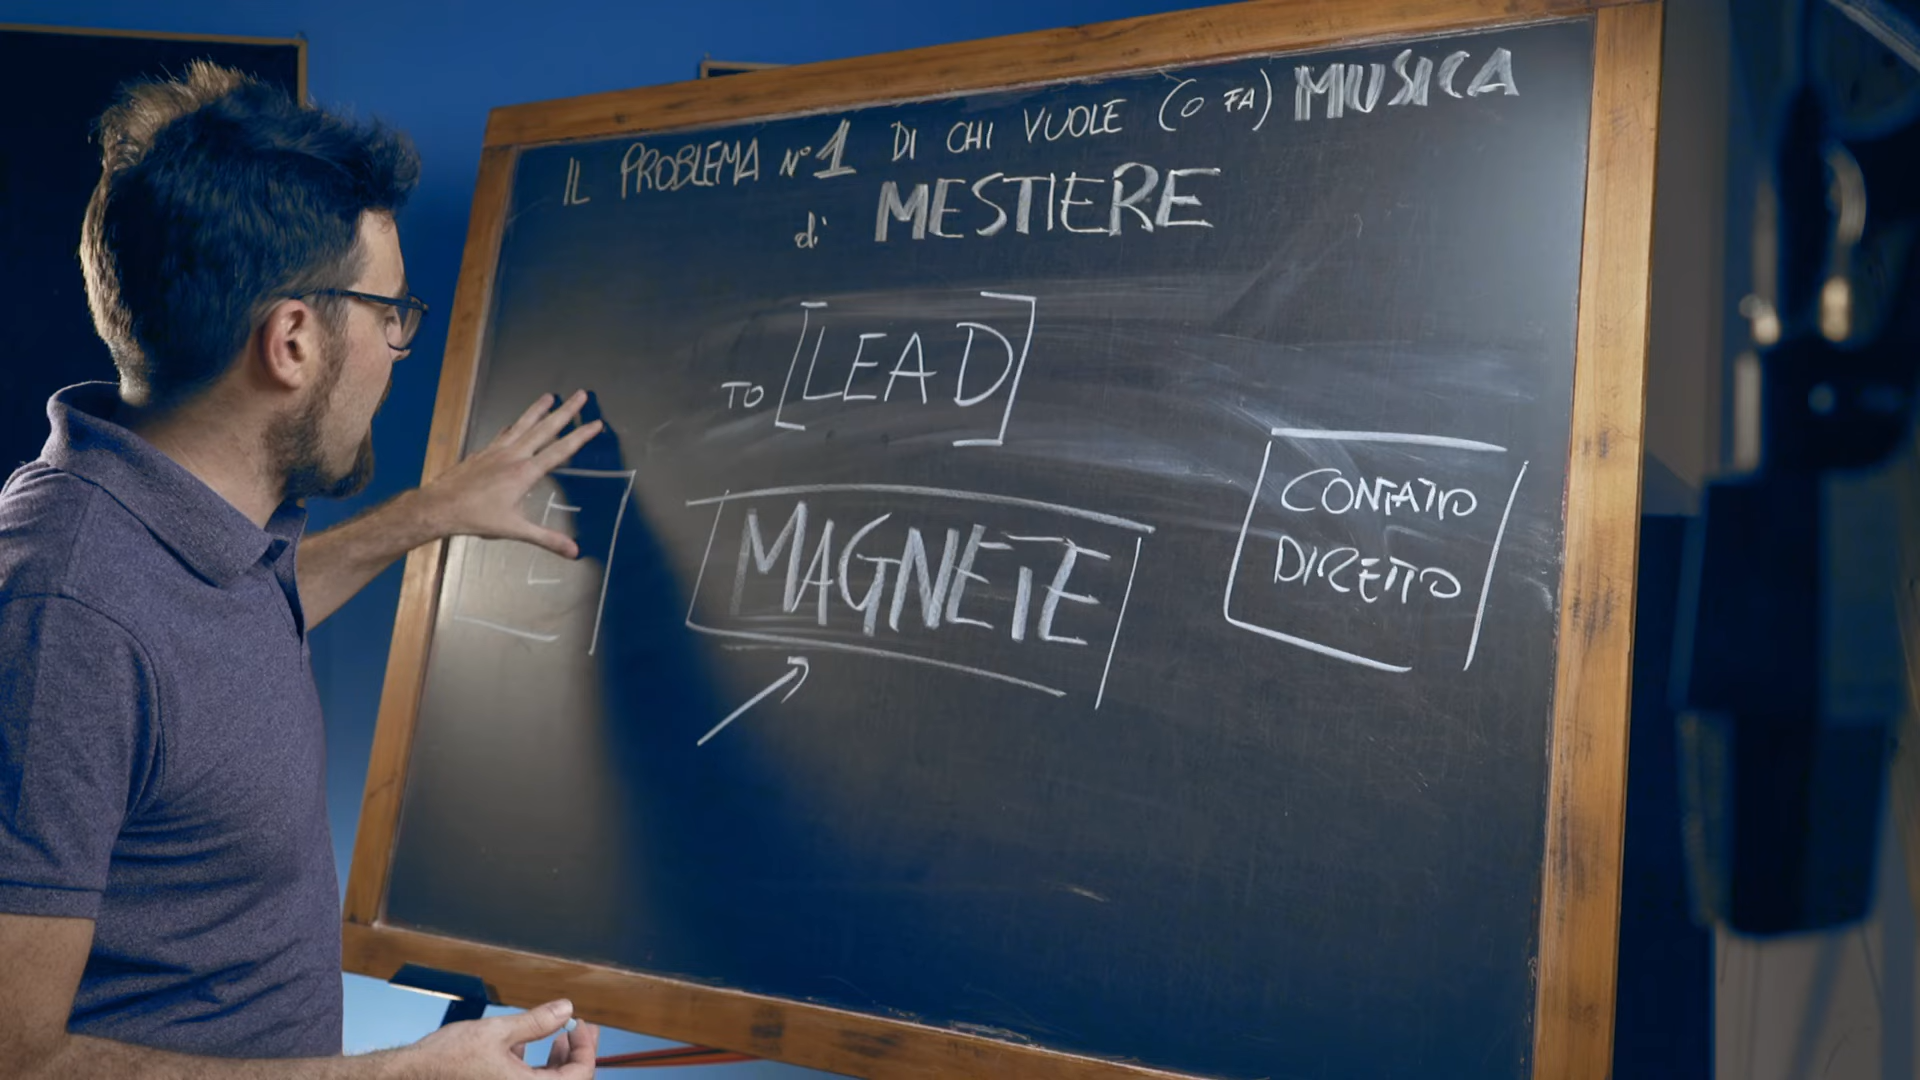 IL PROBLEMA N° 1 DI CHI VUOLE (O FA) MUSICA
di MESTIERE
TO [LEAD]
MAGNETE
CONTATTO
DIRETTO